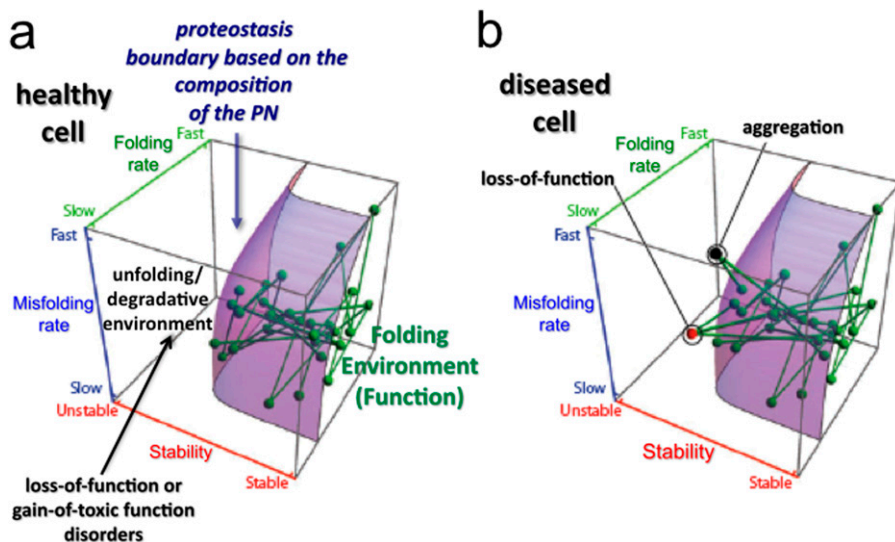 a
proteostasis
boundary based on the
composition
of the PN
healthy
cell
Folding
rate
Fast
Slow
Fast
Misfolding
rate
Slow
unfolding/
degradative
environment
Folding
Environment
(Function)
Unstable
Stability
Stable
loss-of-function or
gain-of-toxic function
disorders
b
diseased
cell
aggregation
loss-of-function
Folding
rate
Fast
Slow
Fast
Misfolding
rate
Slow
Unstable
Stability
Stable